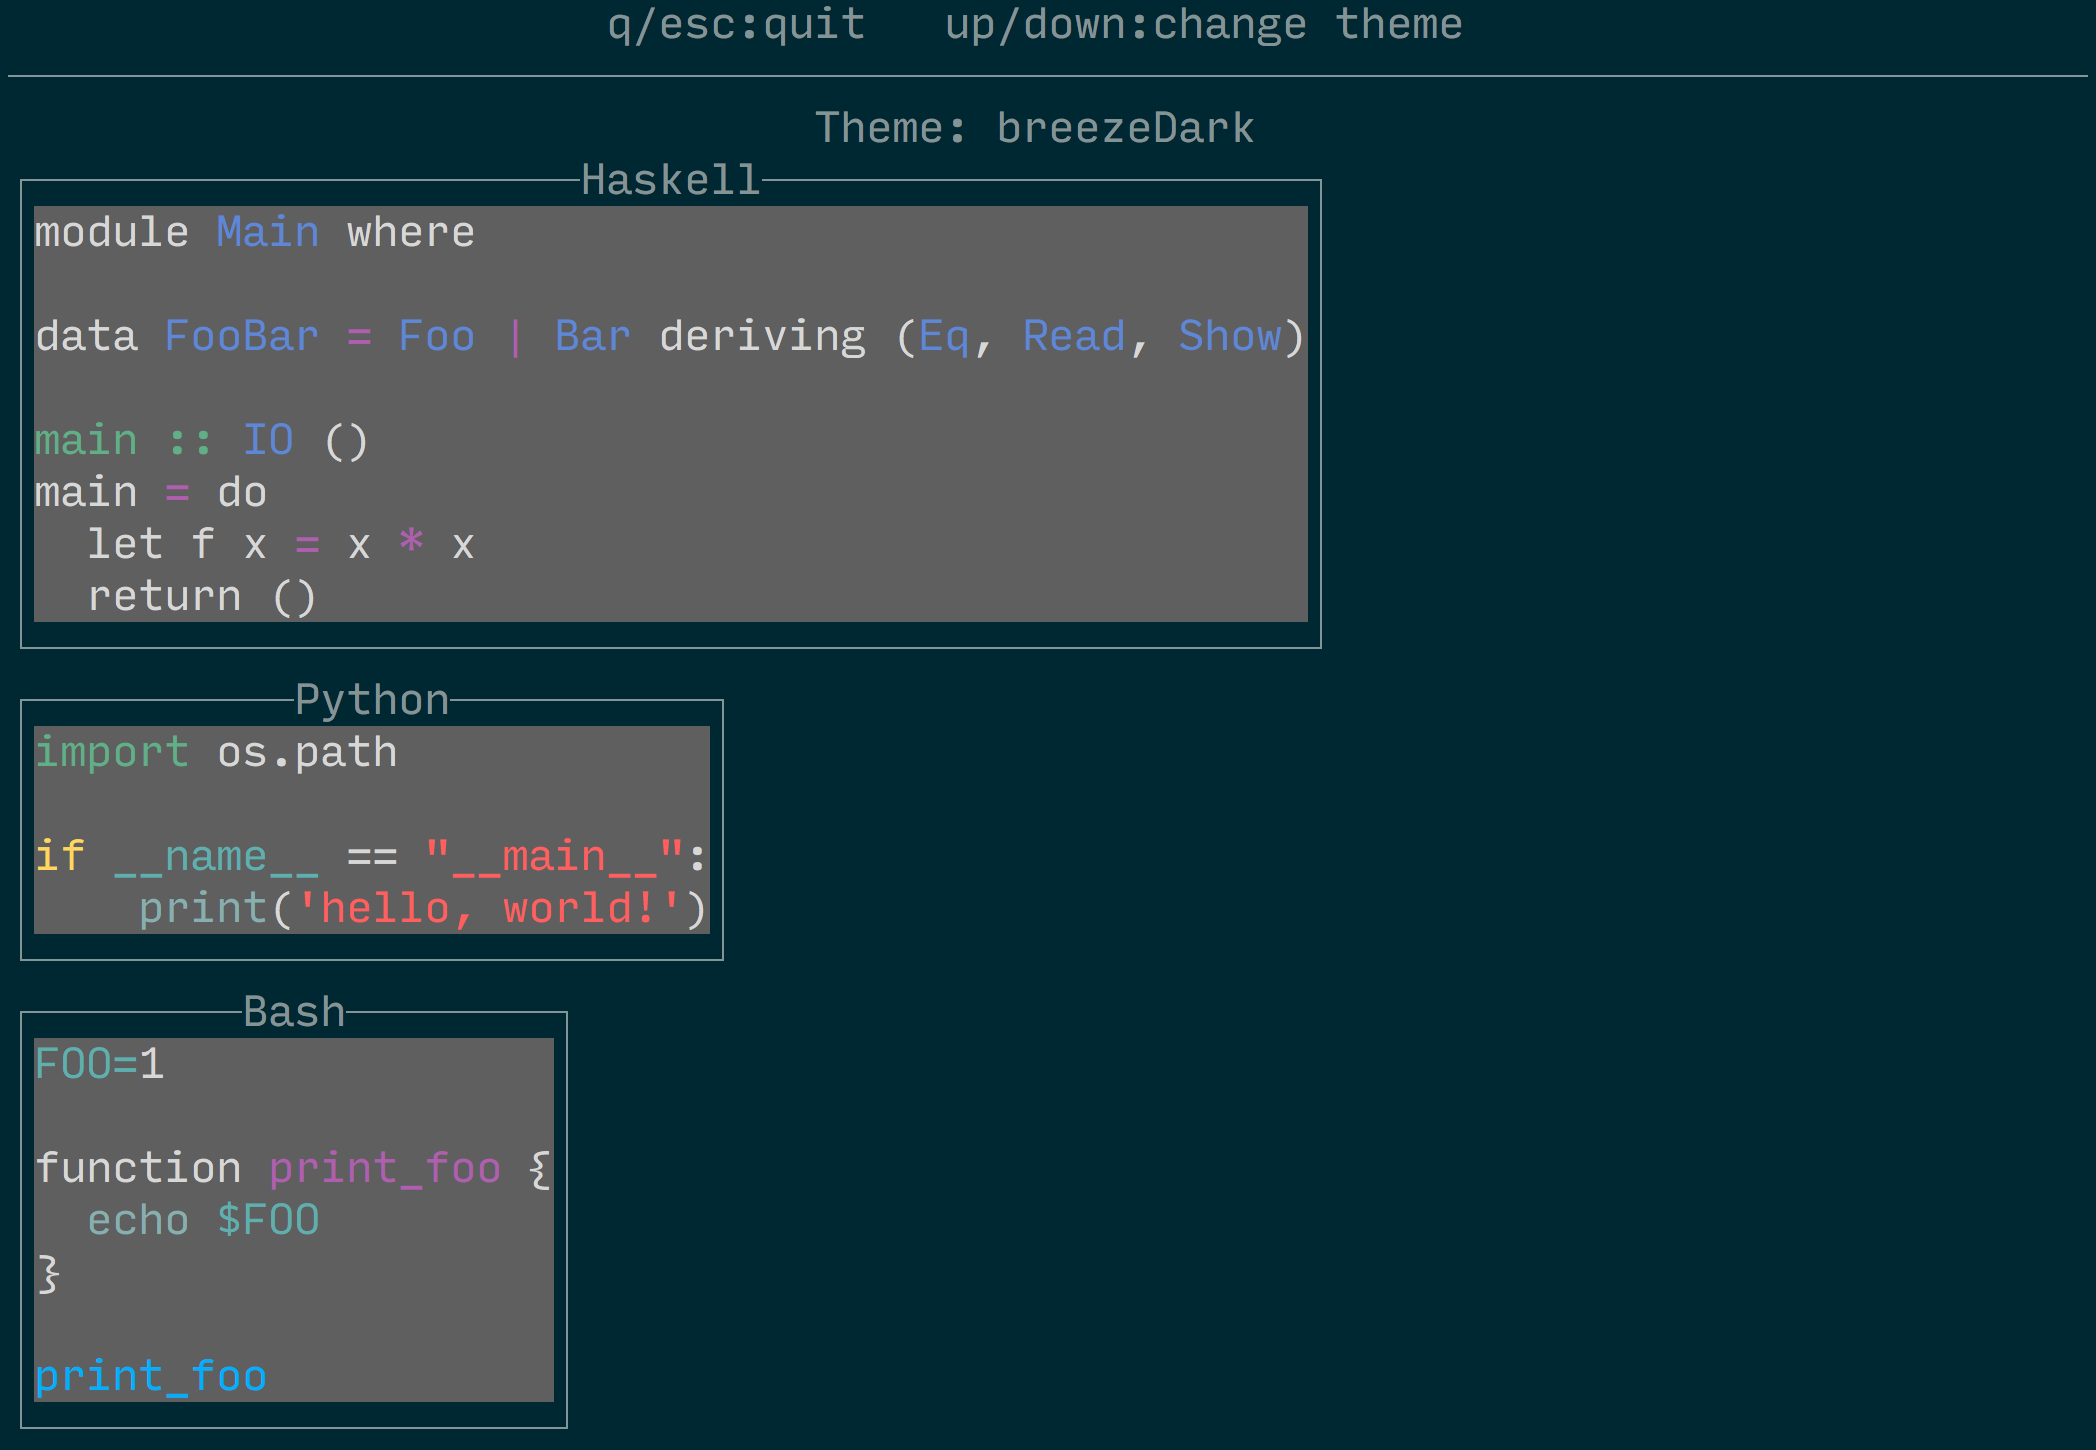 q/esc:quit   up/down:change theme
Theme: breezeDark
Haskell
module Main where
data FooBar = Foo | Bar deriving (Eq, Read, Show)
main :: IO ()
main = do
  let f x = x * x
  return ()
Python
import os.path
if __name__ == "__main__":
    print('hello, world!')
Bash
FOO=1
function print_foo {
  echo $FOO
}
print_foo